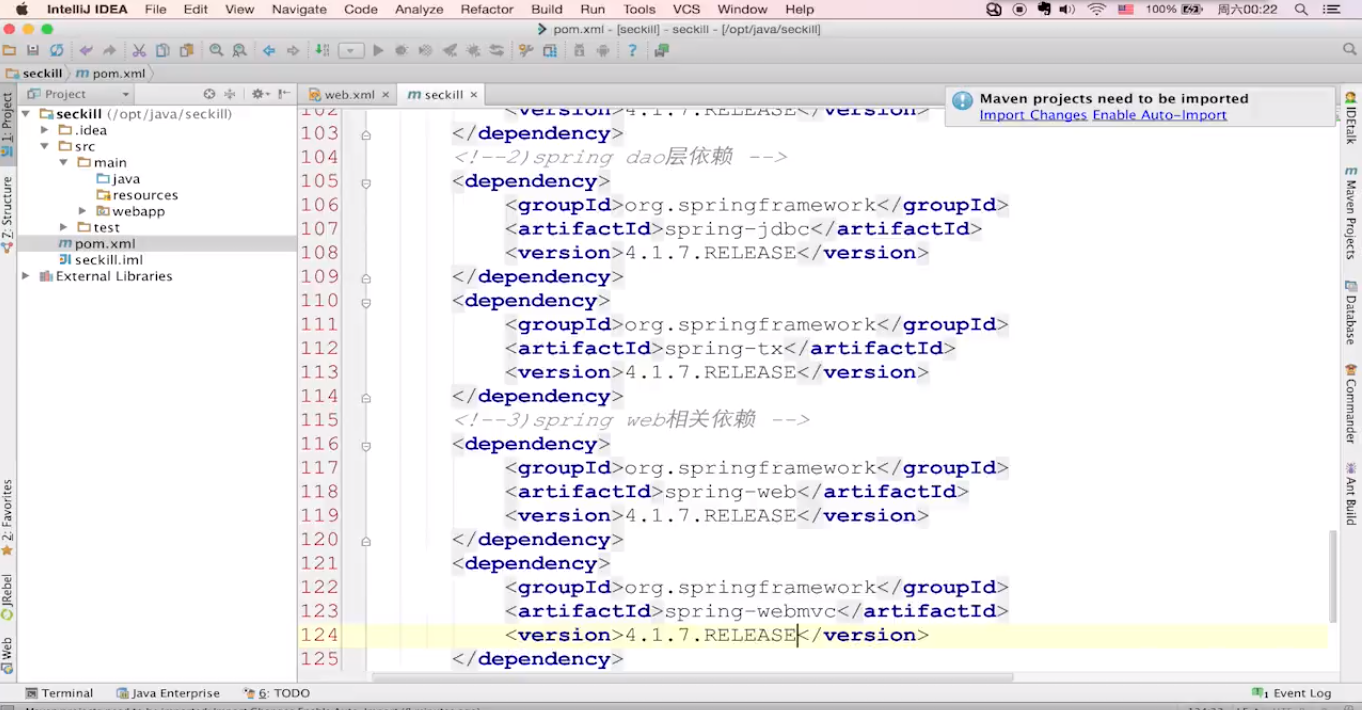 IntelliJ IDEA File Edit View Navigate Code Analyze Refactor Build Run Tools VCS Window Help 100% 周六00:22
pom.xml - [seckill] - seckill - [/opt/java/seckill]
seckill pom.xml
Project web.xml seckill
Maven projects need to be imported
Import Changes Enable Auto-Import
seckill (/opt/java/seckill)
.idea
src
main
java
resources
webapp
test
pom.xml
seckill.iml
External Libraries
1: Project
7: Structure
2: Favorites
JRebel
Web
102 <version>4.1.7.RELEASE</version>
103 </dependency>
104 <!--2)spring dao层依赖 -->
105 <dependency>
106 <groupId>org.springframework</groupId>
107 <artifactId>spring-jdbc</artifactId>
108 <version>4.1.7.RELEASE</version>
109 </dependency>
110 <dependency>
111 <groupId>org.springframework</groupId>
112 <artifactId>spring-tx</artifactId>
113 <version>4.1.7.RELEASE</version>
114 </dependency>
115 <!--3)spring web相关依赖 -->
116 <dependency>
117 <groupId>org.springframework</groupId>
118 <artifactId>spring-web</artifactId>
119 <version>4.1.7.RELEASE</version>
120 </dependency>
121 <dependency>
122 <groupId>org.springframework</groupId>
123 <artifactId>spring-webmvc</artifactId>
124 <version>4.1.7.RELEASE</version>
125 </dependency>
IDEtalk
Maven Projects
Database
Commander
Ant Build
Terminal Java Enterprise 6: TODO 1 Event Log